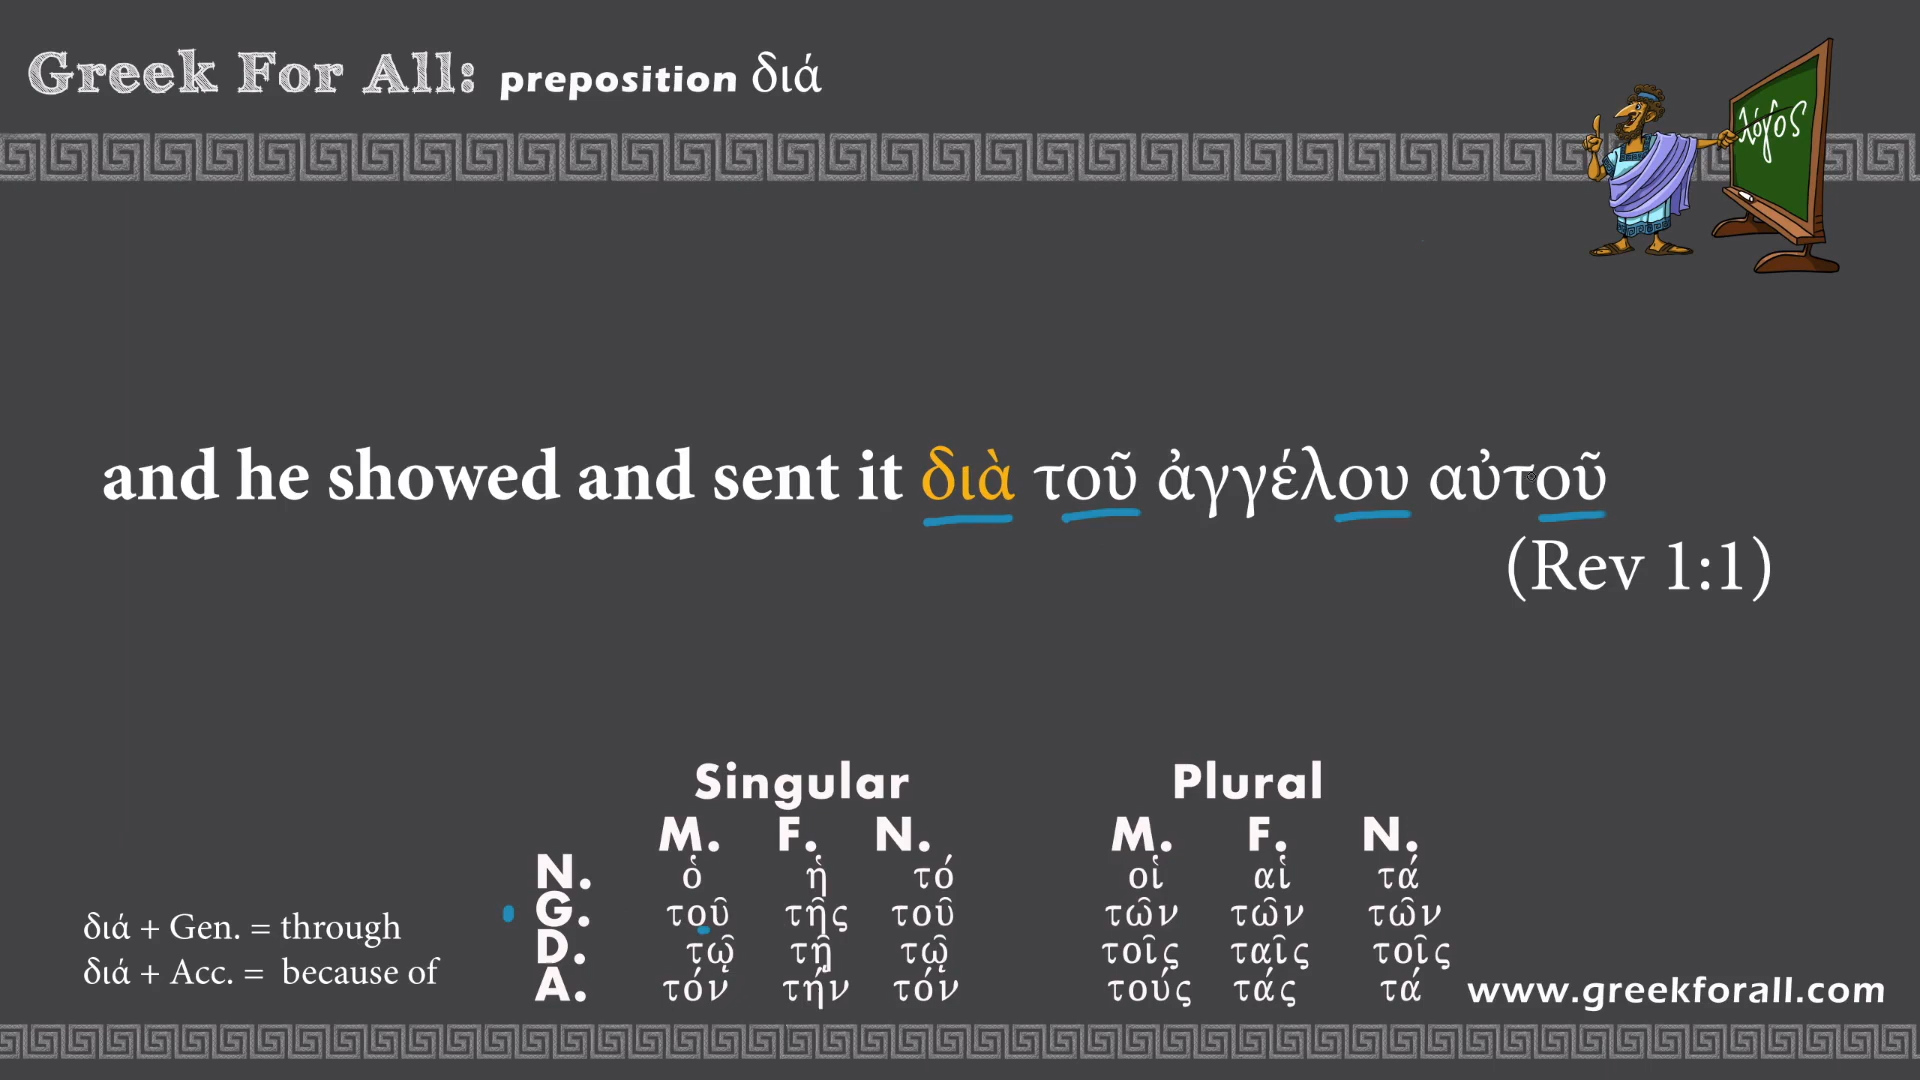 Greek For All: preposition διά
λόγος
and he showed and sent it διὰ τοῦ ἀγγέλου αὐτοῦ
(Rev 1:1)
Singular Plural
M. F. N. M. F. N.
N. ὁ ἡ τό οἱ αἱ τά
G. τοῦ τῆς τοῦ τῶν τῶν τῶν
D. τῷ τῇ τῷ τοῖς ταῖς τοῖς
A. τόν τήν τόν τούς τάς τά
διά + Gen. = through
διά + Acc. = because of
www.greekforall.com